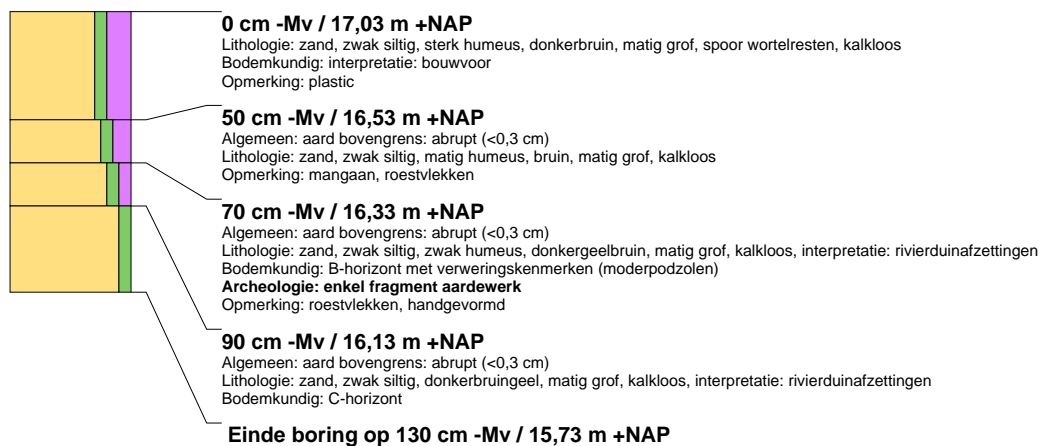 0 cm -Mv / 17,03 m +NAP
Lithologie: zand, zwak siltig, sterk humeus, donkerbruin, matig grof, spoor wortelresten, kalkloos
Bodemkundig: interpretatie: bouwvoor
Opmerking: plastic
50 cm -Mv / 16,53 m +NAP
Algemeen: aard bovengrens: abrupt (<0,3 cm)
Lithologie: zand, zwak siltig, matig humeus, bruin, matig grof, kalkloos
Opmerking: mangaan, roestvlekken
70 cm -Mv / 16,33 m +NAP
Algemeen: aard bovengrens: abrupt (<0,3 cm)
Lithologie: zand, zwak siltig, zwak humeus, donkergeelbruin, matig grof, kalkloos, interpretatie: rivierduinafzettingen
Bodemkundig: B-horizont met verweringskenmerken (moderpodzolen)
Archeologie: enkel fragment aardewerk
Opmerking: roestvlekken, handgevormd
90 cm -Mv / 16,13 m +NAP
Algemeen: aard bovengrens: abrupt (<0,3 cm)
Lithologie: zand, zwak siltig, donkerbruingeel, matig grof, kalkloos, interpretatie: rivierduinafzettingen
Bodemkundig: C-horizont
Einde boring op 130 cm -Mv / 15,73 m +NAP